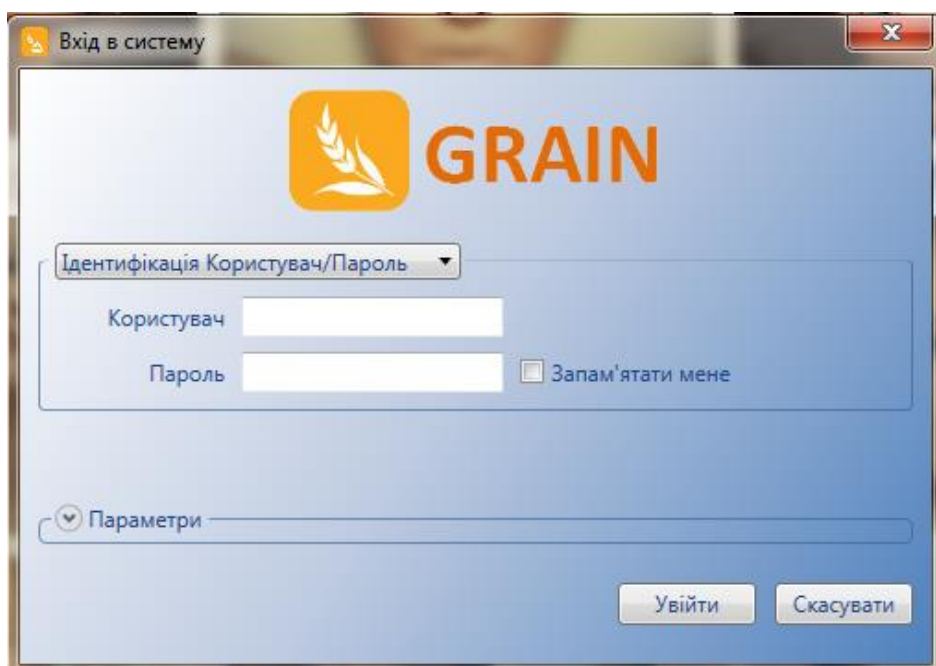 Вхід в систему
GRAIN
Ідентифікація Користувач/Пароль
Користувач
Пароль
Запам'ятати мене
Параметри
Увійти
Скасувати